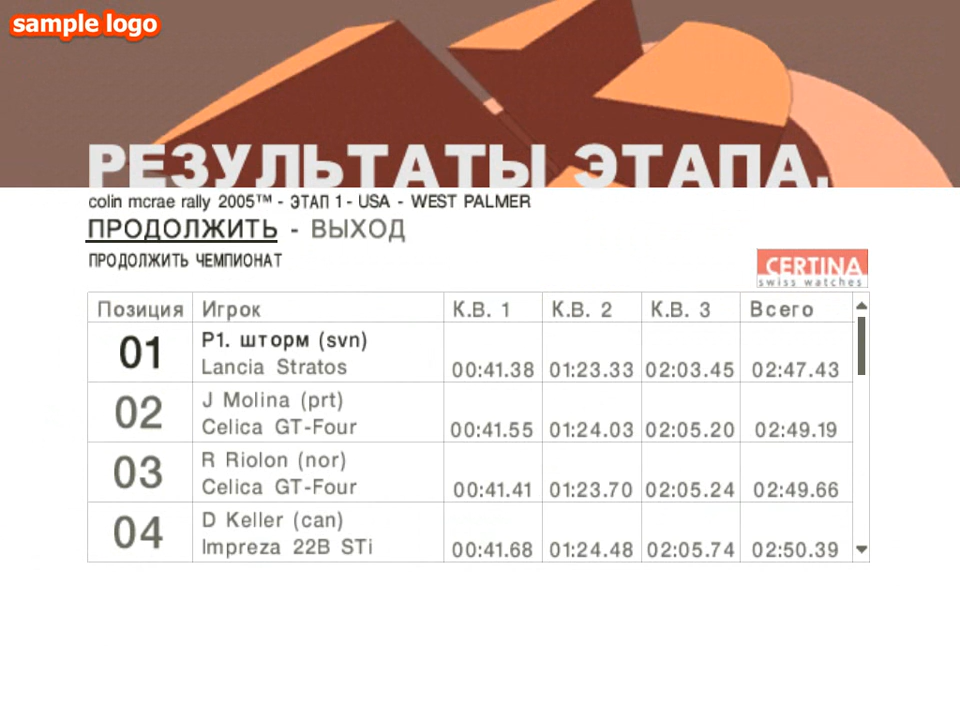 sample logo
РЕЗУЛЬТАТЫ ЭТАПА.
colin mcrae rally 2005™ - ЭТАП 1 - USA - WEST PALMER
ПРОДОЛЖИТЬ - ВЫХОД
ПРОДОЛЖИТЬ ЧЕМПИОНАТ
CERTINA
swiss watches
Позиция Игрок К.В. 1 К.В. 2 К.В. 3 Всего
01 P1. шторм (svn)
Lancia Stratos 00:41.38 01:23.33 02:03.45 02:47.43
02 J Molina (prt)
Celica GT-Four 00:41.55 01:24.03 02:05.20 02:49.19
03 R Riolon (nor)
Celica GT-Four 00:41.41 01:23.70 02:05.24 02:49.66
04 D Keller (can)
Impreza 22B STi 00:41.68 01:24.48 02:05.74 02:50.39